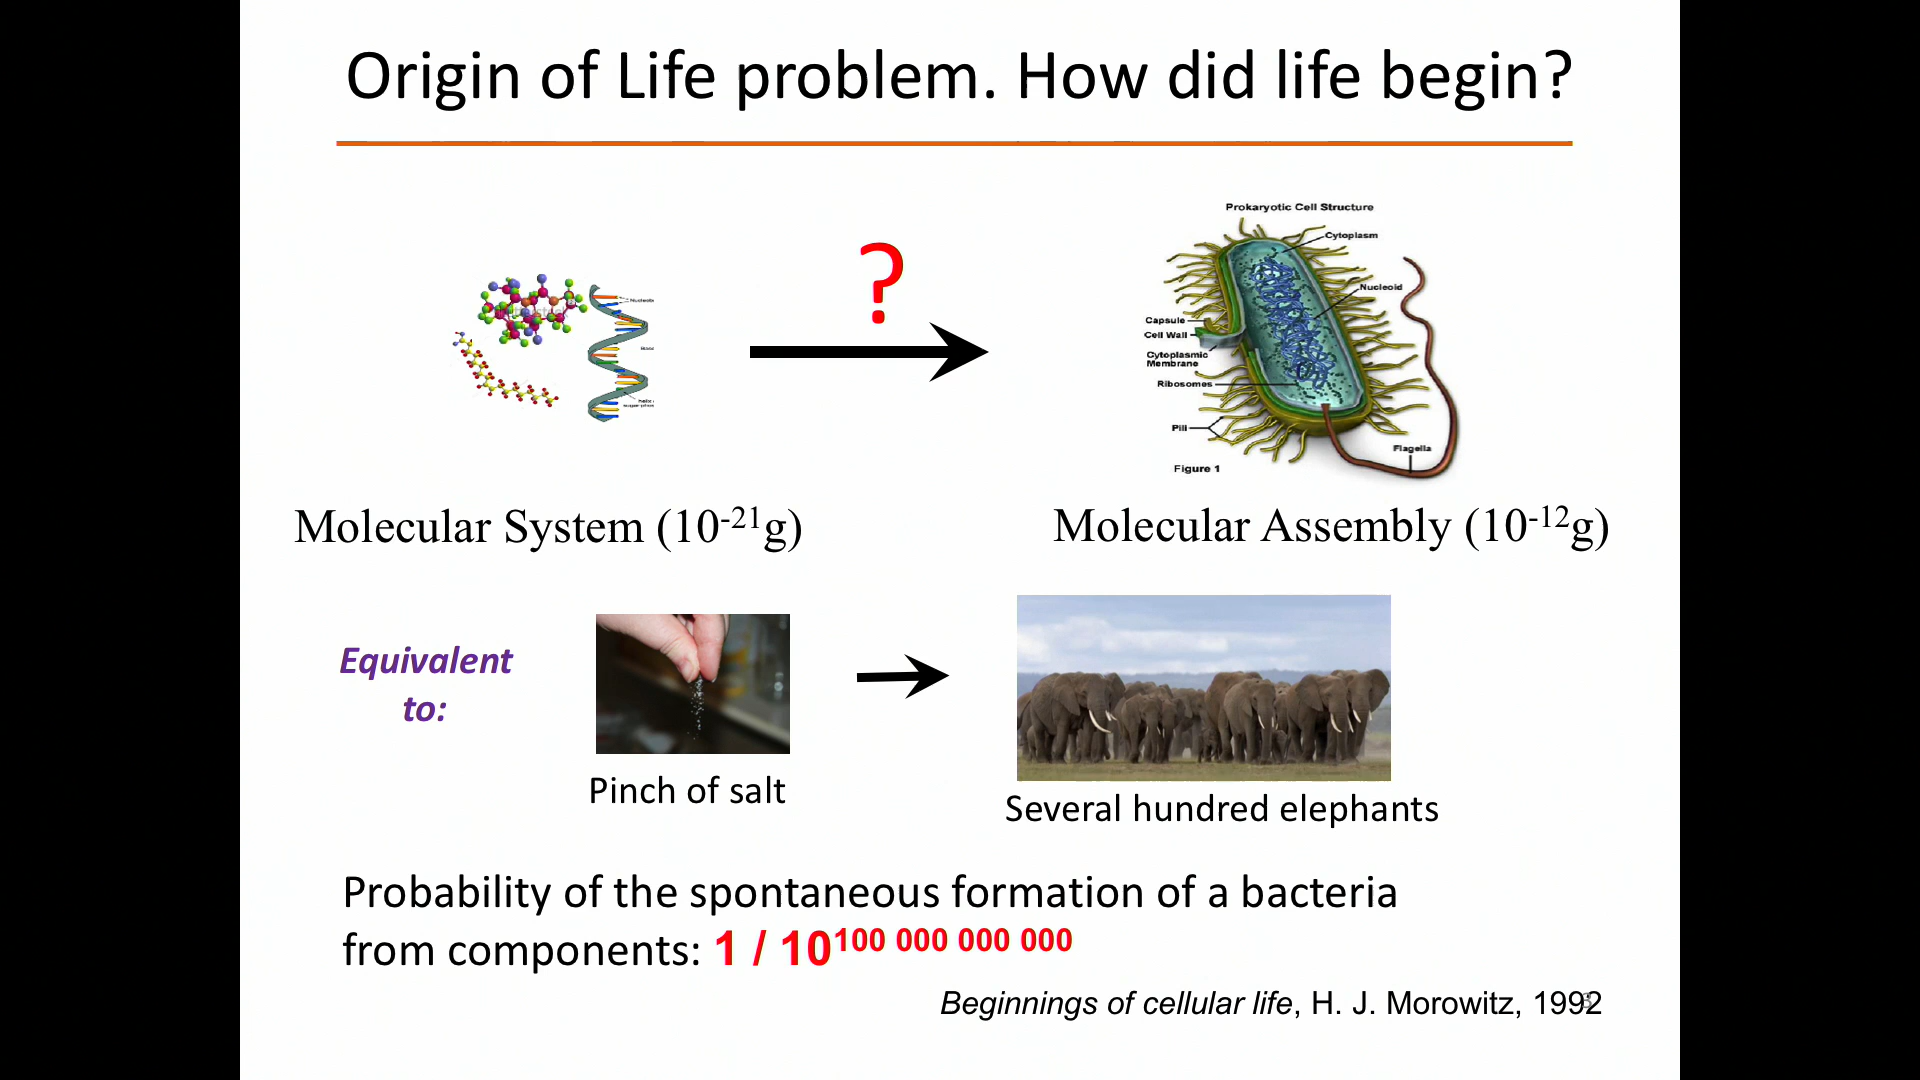 Origin of Life problem. How did life begin?
Prokaryotic Cell Structure
Cytoplasm
Nucleoid
Capsule
Cell Wall
Cytoplasmic
Membrane
Ribosomes
Pili
Flagella
Figure 1
?
Molecular System (10⁻²¹g)
Molecular Assembly (10⁻¹²g)
Equivalent
to:
Pinch of salt
Several hundred elephants
Probability of the spontaneous formation of a bacteria
from components: 1 / 10¹⁰⁰ ⁰⁰⁰ ⁰⁰⁰ ⁰⁰⁰
Beginnings of cellular life, H. J. Morowitz, 1992
3